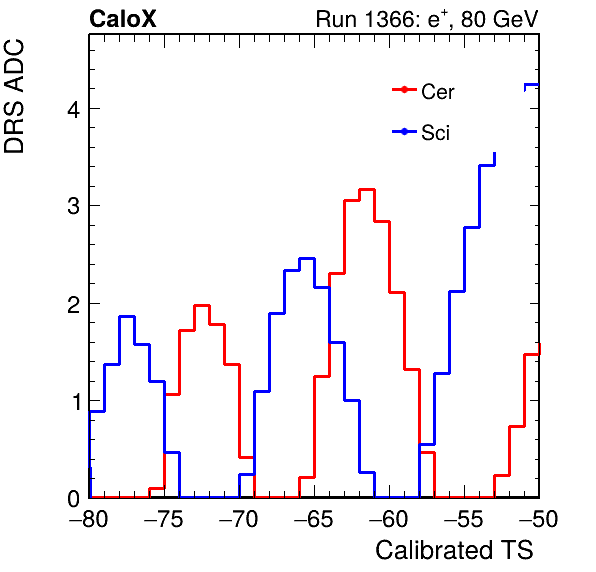 CaloX Run 1366: e⁺, 80 GeV
DRS ADC
Cer
Sci
4
3
2
1
0
−80 −75 −70 −65 −60 −55 −50
Calibrated TS